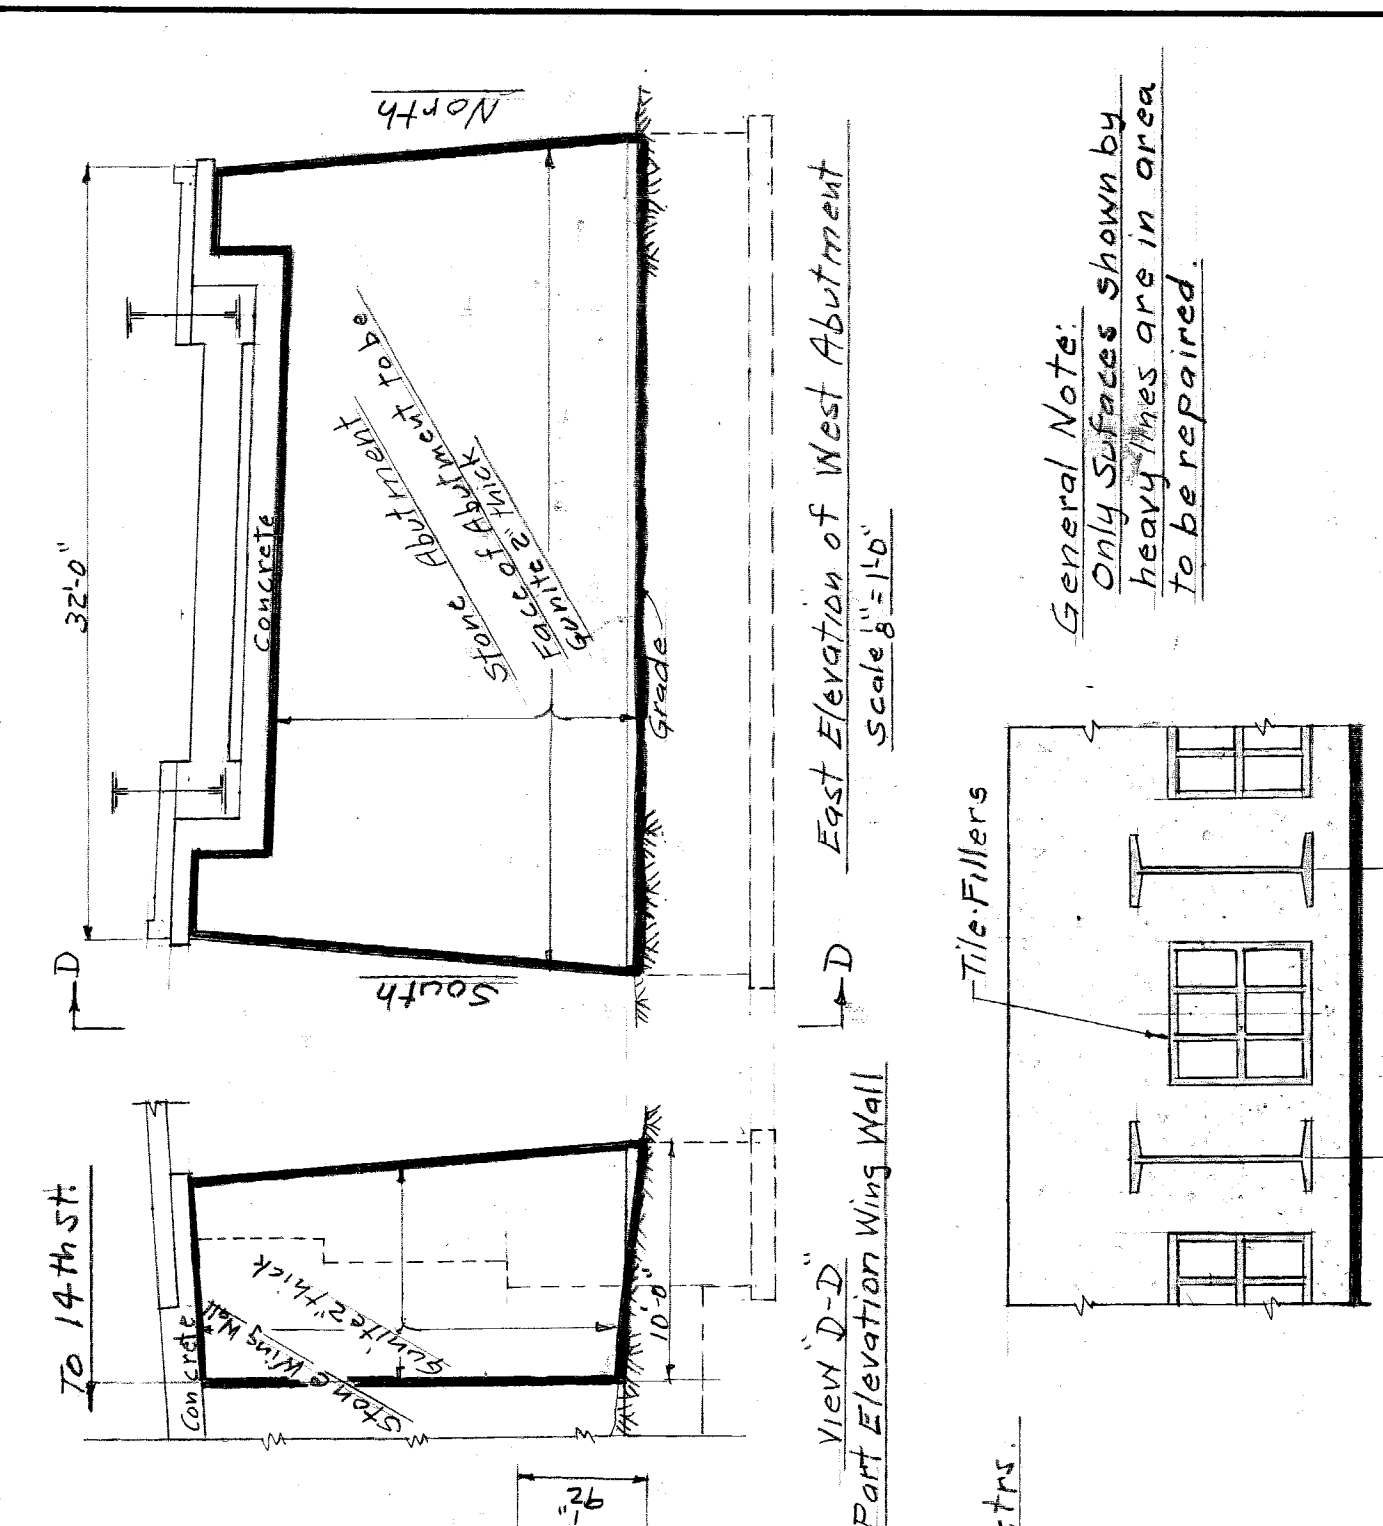 North
32'-0"
Concrete
Stone Abutment
Face of Abutment to be
Gunite 2" thick
Grade
South
D
D
East Elevation of West Abutment
Scale 1/8" = 1'-0"
General Note:
Only Sufaces shown by
heavy lines are in area
to be repaired.
Tile-Fillers
To 14th St.
Concrete
Stone Wing Wall
Gunite 2" thick
10'-0"
View "D-D"
Part Elevation Wing Wall